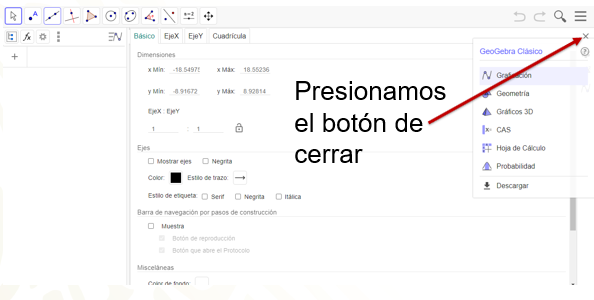 Básico EjeX EjeY Cuadrícula
Dimensiones
x Mín: -18.54975 x Máx: 18.55236
y Mín: -8.91672 y Máx: 8.92814
EjeX : EjeY
1 : 1
Ejes
Mostrar ejes Negrita
Color: Estilo de trazo:
Estilo de etiqueta: Serif Negrita Itálica
Barra de navegación por pasos de construcción
Muestra
Botón de reproducción
Botón que abre el Protocolo
Misceláneas
Color de fondo:
Presionamos
el botón de
cerrar
GeoGebra Clásico
Graficación
Geometría
Gráficos 3D
CAS
Hoja de Cálculo
Probabilidad
Descargar